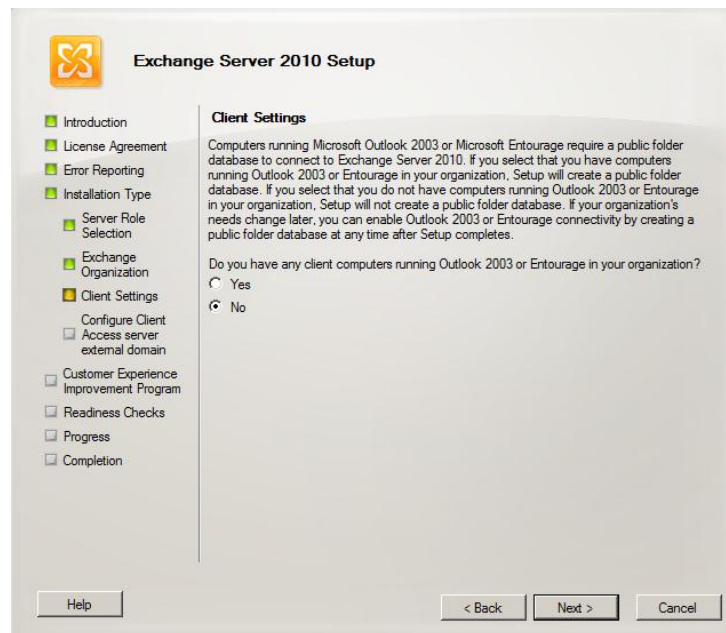 Exchange Server 2010 Setup
Introduction
License Agreement
Error Reporting
Installation Type
Server Role
Selection
Exchange
Organization
Client Settings
Configure Client
Access server
external domain
Customer Experience
Improvement Program
Readiness Checks
Progress
Completion
Client Settings
Computers running Microsoft Outlook 2003 or Microsoft Entourage require a public folder
database to connect to Exchange Server 2010. If you select that you have computers
running Outlook 2003 or Entourage in your organization, Setup will create a public folder
database. If you select that you do not have computers running Outlook 2003 or Entourage
in your organization, Setup will not create a public folder database. If your organization's
needs change later, you can enable Outlook 2003 or Entourage connectivity by creating a
public folder database at any time after Setup completes.
Do you have any client computers running Outlook 2003 or Entourage in your organization?
Yes
No
Help
< Back
Next >
Cancel